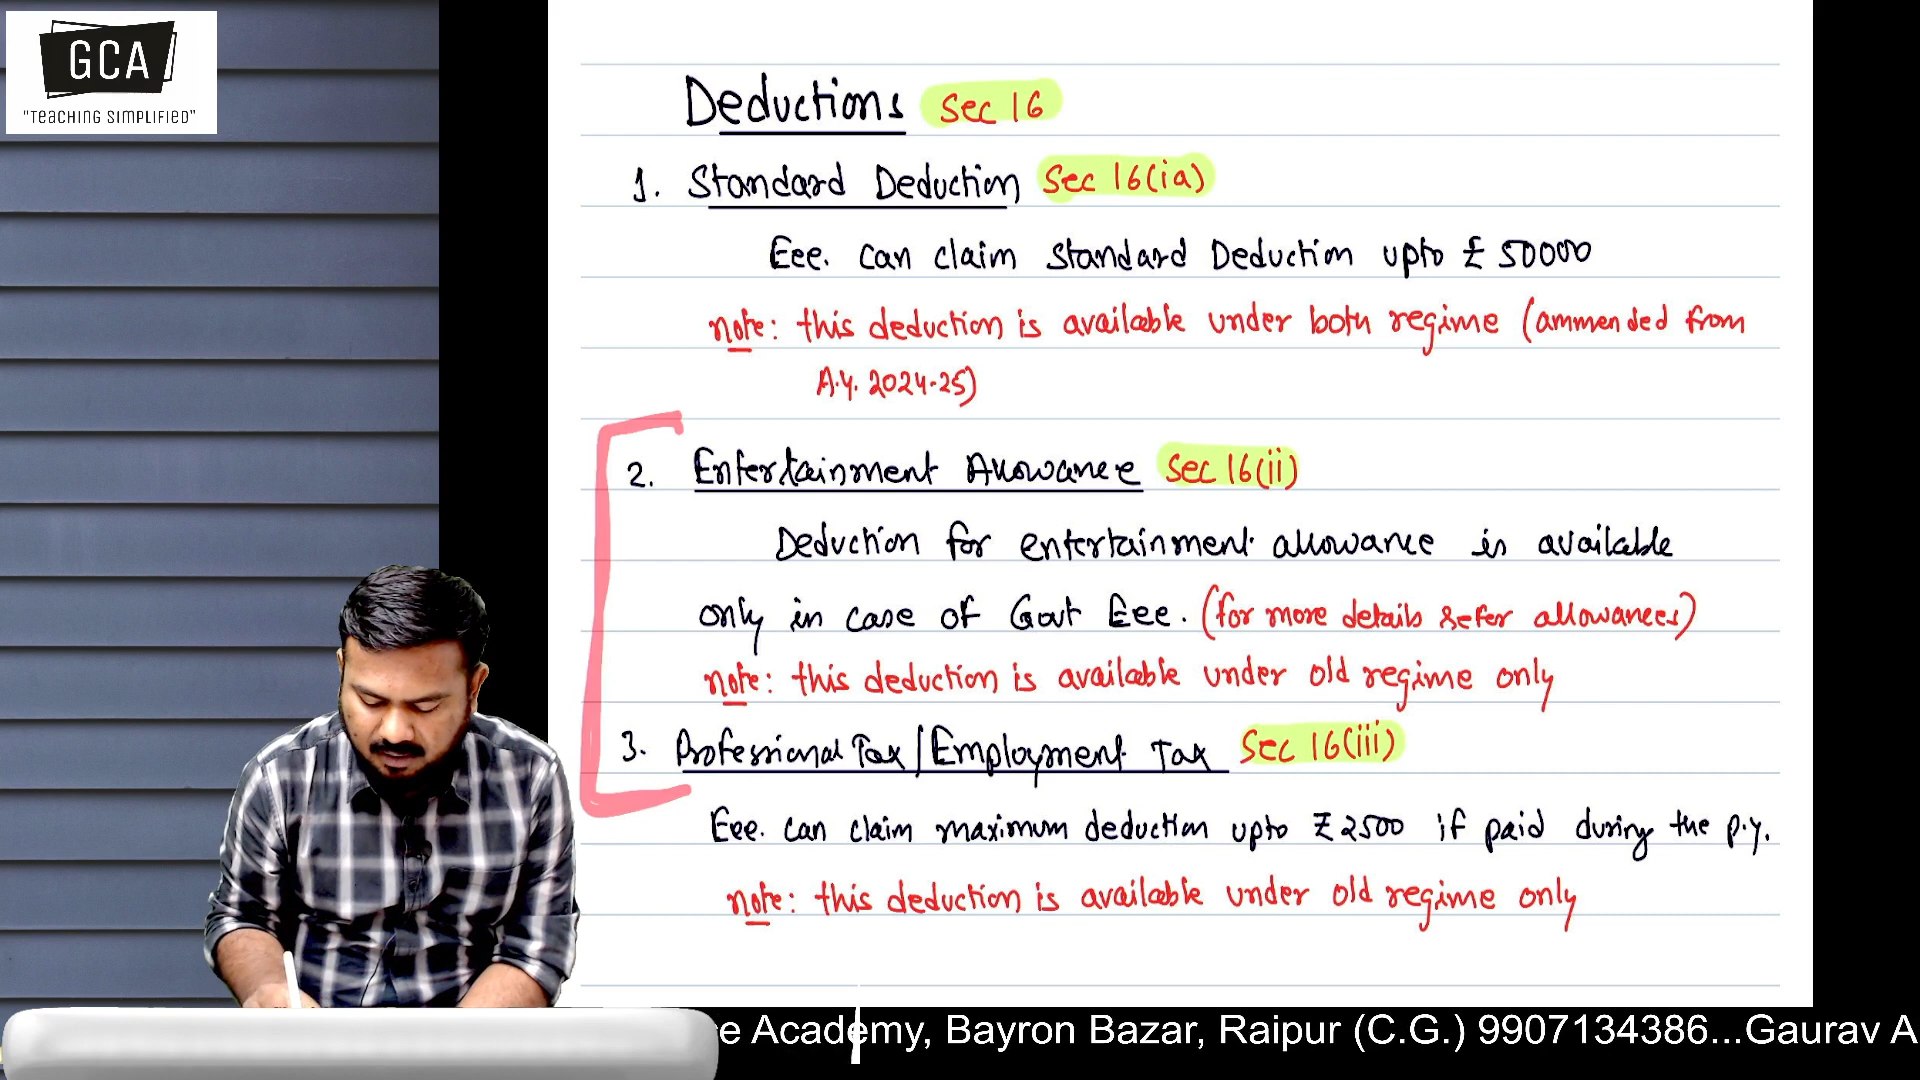 GCA
"TEACHING SIMPLIFIED"
Deductions Sec 16
1. Standard Deduction Sec 16(ia)
Eee. can claim Standard Deduction upto ₹ 50000
note: this deduction is available under both regime (ammended from
A.Y. 2024-25)
2. Entertainment Allowance Sec 16(ii)
Deduction for entertainment allowance is available
only in case of Govt Eee. (for more details refer allowances)
note: this deduction is available under old regime only
3. Professional Tax/Employment Tax Sec 16(iii)
Eee. can claim maximum deduction upto ₹ 2500 if paid during the p.y.
note: this deduction is available under old regime only
e Academy, Bayron Bazar, Raipur (C.G.) 9907134386...Gaurav A